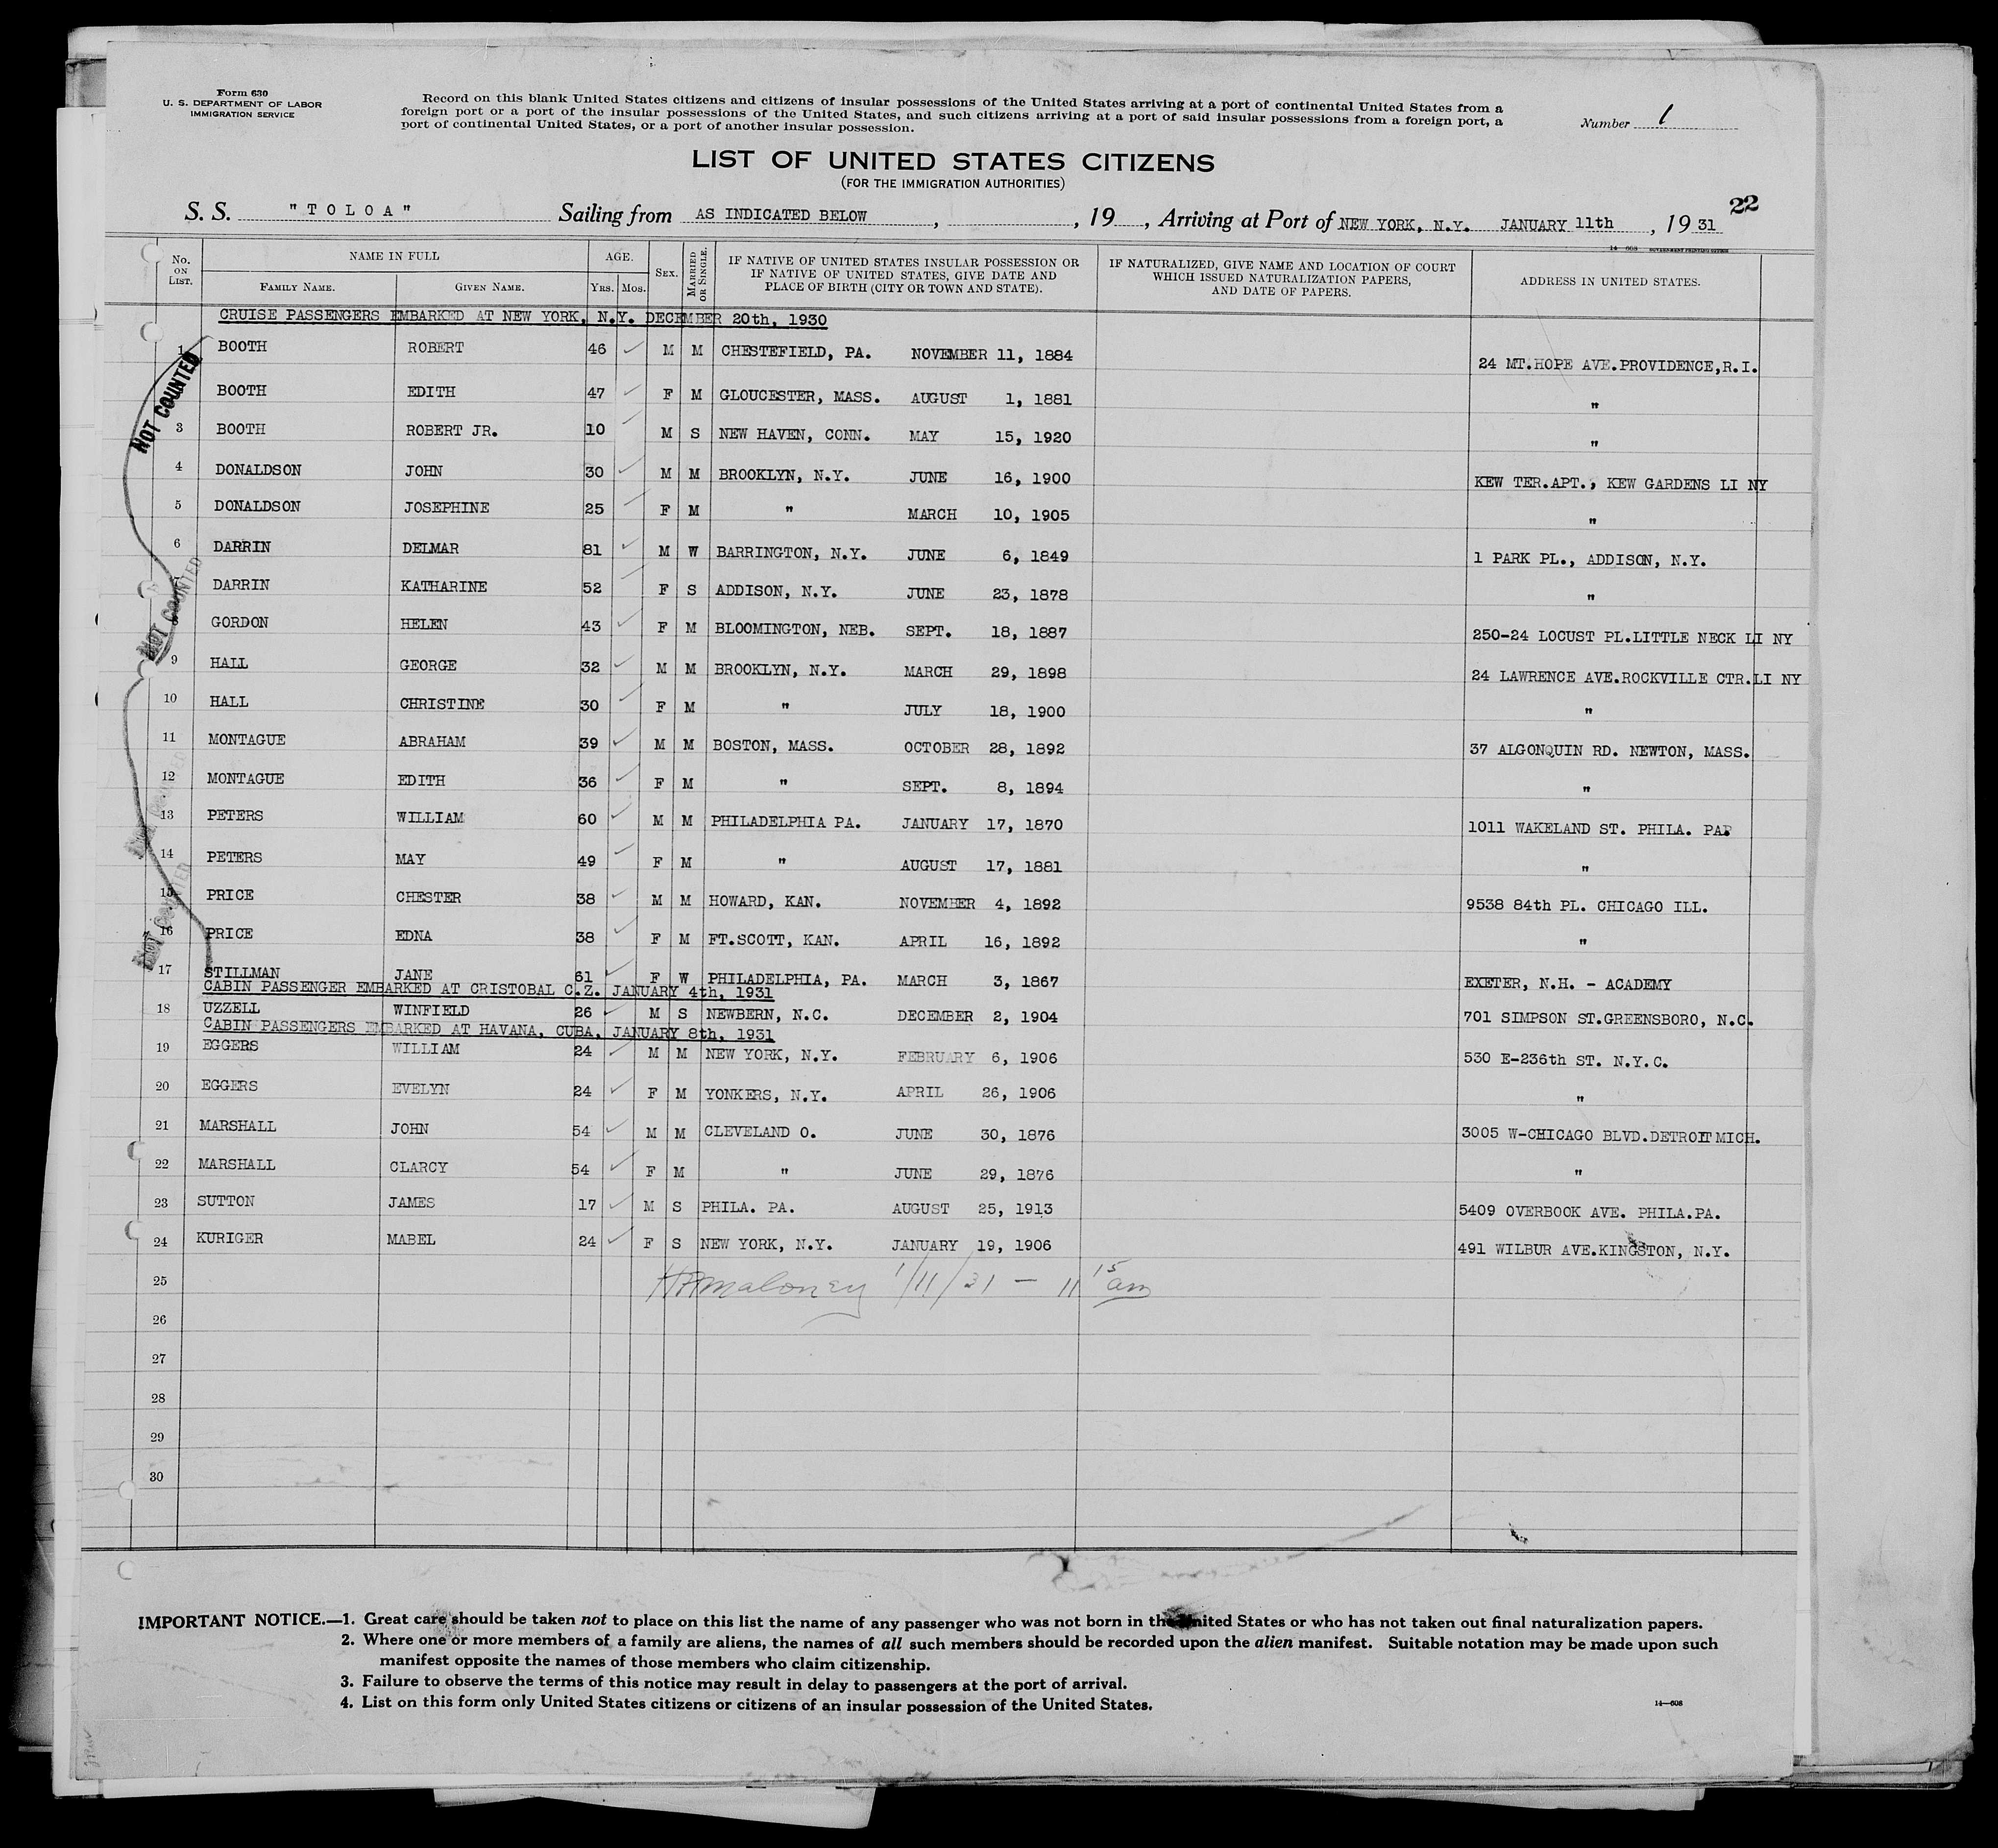 Form 630
U. S. DEPARTMENT OF LABOR
IMMIGRATION SERVICE
Record on this blank United States citizens and citizens of insular possessions of the United States arriving at a port of continental United States from a
foreign port or a port of the insular possessions of the United States, and such citizens arriving at a port of said insular possessions from a foreign port, a
port of continental United States, or a port of another insular possession.
Number 1
LIST OF UNITED STATES CITIZENS
(FOR THE IMMIGRATION AUTHORITIES)
22
S. S. "TOLOA" Sailing from AS INDICATED BELOW , , 19 , Arriving at Port of NEW YORK, N.Y. JANUARY 11th , 19 31
14—608 GOVERNMENT PRINTING OFFICE
No. ON LIST. NAME IN FULL FAMILY NAME. GIVEN NAME. AGE. YRS. MOS. SEX. MARRIED OR SINGLE. IF NATIVE OF UNITED STATES INSULAR POSSESSION OR IF NATIVE OF UNITED STATES, GIVE DATE AND PLACE OF BIRTH (CITY OR TOWN AND STATE). IF NATURALIZED, GIVE NAME AND LOCATION OF COURT WHICH ISSUED NATURALIZATION PAPERS, AND DATE OF PAPERS. ADDRESS IN UNITED STATES.
CRUISE PASSENGERS EMBARKED AT NEW YORK, N.Y. DECEMBER 20th, 1930
1 BOOTH ROBERT 46 M M CHESTEFIELD, PA. NOVEMBER 11, 1884 24 MT.HOPE AVE.PROVIDENCE,R.I.
NOT COUNTED
BOOTH EDITH 47 F M GLOUCESTER, MASS. AUGUST 1, 1881 "
3 BOOTH ROBERT JR. 10 M S NEW HAVEN, CONN. MAY 15, 1920 "
4 DONALDSON JOHN 30 M M BROOKLYN, N.Y. JUNE 16, 1900 KEW TER.APT., KEW GARDENS LI NY
5 DONALDSON JOSEPHINE 25 F M " MARCH 10, 1905 "
6 DARRIN DELMAR 81 M W BARRINGTON, N.Y. JUNE 6, 1849 1 PARK PL., ADDISON, N.Y.
NOT COUNTED
DARRIN KATHARINE 52 F S ADDISON, N.Y. JUNE 23, 1878 "
GORDON HELEN 43 F M BLOOMINGTON, NEB. SEPT. 18, 1887 250-24 LOCUST PL.LITTLE NECK LI NY
9 HALL GEORGE 32 M M BROOKLYN, N.Y. MARCH 29, 1898 24 LAWRENCE AVE.ROCKVILLE CTR.LI NY
10 HALL CHRISTINE 30 F M " JULY 18, 1900 "
11 MONTAGUE ABRAHAM 39 M M BOSTON, MASS. OCTOBER 28, 1892 37 ALGONQUIN RD. NEWTON, MASS.
12 MONTAGUE EDITH 36 F M " SEPT. 8, 1894 "
13 PETERS WILLIAM 60 M M PHILADELPHIA PA. JANUARY 17, 1870 1011 WAKELAND ST. PHILA. PA.
14 PETERS MAY 49 F M " AUGUST 17, 1881 "
NOT COUNTED
15 PRICE CHESTER 38 M M HOWARD, KAN. NOVEMBER 4, 1892 9538 84th PL. CHICAGO ILL.
16 PRICE EDNA 38 F M FT.SCOTT, KAN. APRIL 16, 1892 "
17 STILLMAN JANE 61 F W PHILADELPHIA, PA. MARCH 3, 1867 EXETER, N.H. - ACADEMY
CABIN PASSENGER EMBARKED AT CRISTOBAL C.Z. JANUARY 4th, 1931
18 UZZELL WINFIELD 26 M S NEWBERN, N.C. DECEMBER 2, 1904 701 SIMPSON ST.GREENSBORO, N.C.
CABIN PASSENGERS EMBARKED AT HAVANA, CUBA, JANUARY 8th, 1931
19 EGGERS WILLIAM 24 M M NEW YORK, N.Y. FEBRUARY 6, 1906 530 E-236th ST. N.Y.C.
20 EGGERS EVELYN 24 F M YONKERS, N.Y. APRIL 26, 1906 "
21 MARSHALL JOHN 54 M M CLEVELAND O. JUNE 30, 1876 3005 W-CHICAGO BLVD.DETROIT MICH.
22 MARSHALL CLARCY 54 F M " JUNE 29, 1876 "
23 SUTTON JAMES 17 M S PHILA. PA. AUGUST 25, 1913 5409 OVERBOOK AVE. PHILA.PA.
24 KURIGER MABEL 24 F S NEW YORK, N.Y. JANUARY 19, 1906 491 WILBUR AVE.KINGSTON, N.Y.
25 Maloney 1/11/31 — 11 15 am
26
27
28
29
30
IMPORTANT NOTICE.—1. Great care should be taken not to place on this list the name of any passenger who was not born in the United States or who has not taken out final naturalization papers.
2. Where one or more members of a family are aliens, the names of all such members should be recorded upon the alien manifest. Suitable notation may be made upon such
manifest opposite the names of those members who claim citizenship.
3. Failure to observe the terms of this notice may result in delay to passengers at the port of arrival.
4. List on this form only United States citizens or citizens of an insular possession of the United States.
14—608